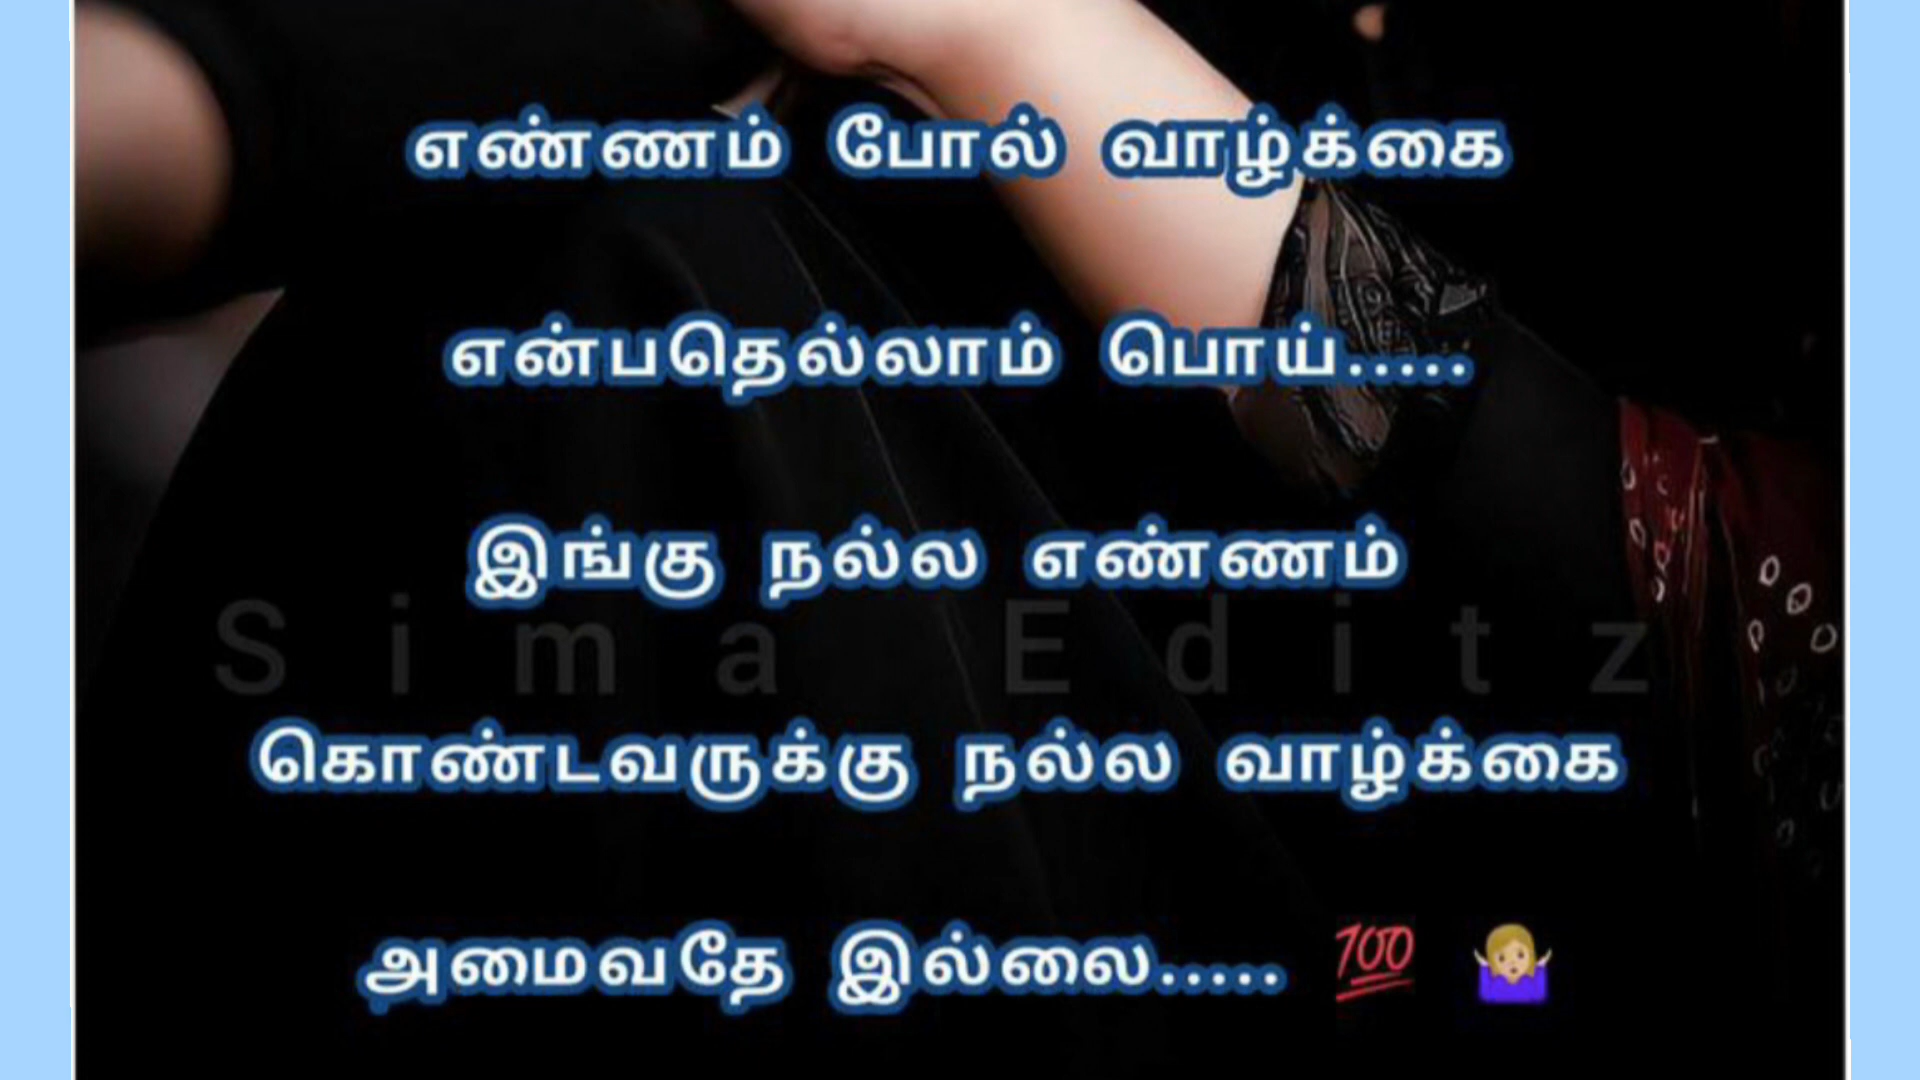 எண்ணம் போல் வாழ்க்கை
என்பதெல்லாம் பொய்.....
இங்கு நல்ல எண்ணம்
Sima Editz
கொண்டவருக்கு நல்ல வாழ்க்கை
அமைவதே இல்லை..... 💯 🤷🏼‍♀️